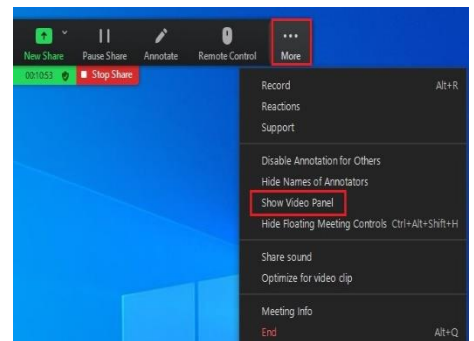 New Share Pause Share Annotate Remote Control More
00:10:53 Stop Share
Record Alt+R
Reactions
Support
Disable Annotation for Others
Hide Names of Annotators
Show Video Panel
Hide Floating Meeting Controls Ctrl+Alt+Shift+H
Share sound
Optimize for video clip
Meeting Info
End Alt+Q